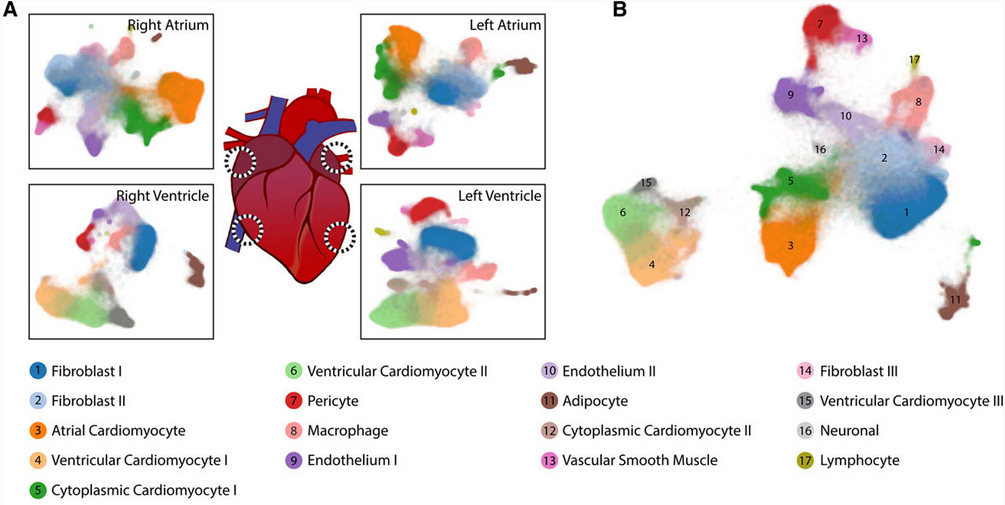 A
B
Right Atrium
Left Atrium
Right Ventricle
Left Ventricle
7
13
17
9
8
10
16
2
14
15
5
6
12
1
3
4
11
1 Fibroblast I
2 Fibroblast II
3 Atrial Cardiomyocyte
4 Ventricular Cardiomyocyte I
5 Cytoplasmic Cardiomyocyte I
6 Ventricular Cardiomyocyte II
7 Pericyte
8 Macrophage
9 Endothelium I
10 Endothelium II
11 Adipocyte
12 Cytoplasmic Cardiomyocyte II
13 Vascular Smooth Muscle
14 Fibroblast III
15 Ventricular Cardiomyocyte III
16 Neuronal
17 Lymphocyte